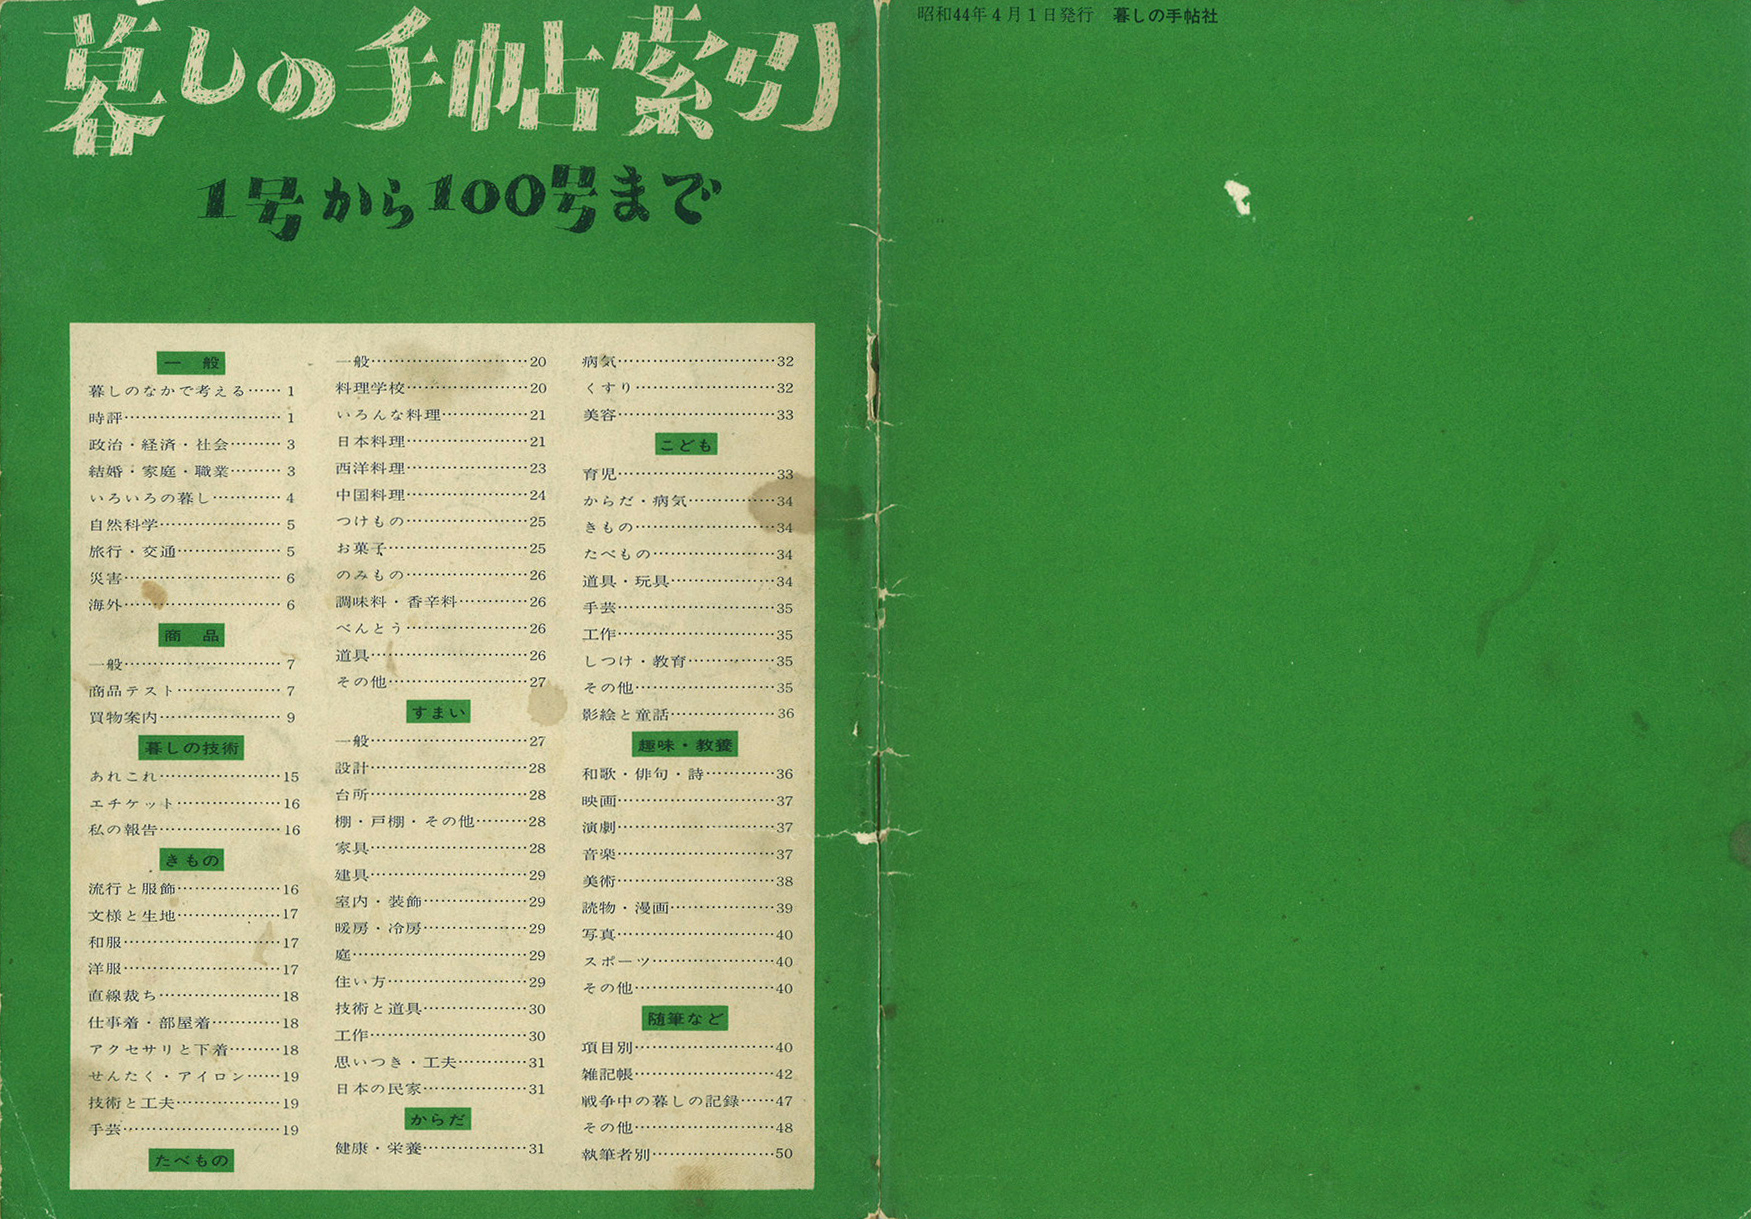 暮しの手帖索引
1号から100号まで
一 般
暮しのなかで考える……1
時評………………………1
政治・経済・社会………3
結婚・家庭・職業………3
いろいろの暮し…………4
自然科学…………………5
旅行・交通………………5
災害………………………6
海外………………………6
商 品
一般………………………7
商品テスト………………7
買物案内…………………9
暮しの技術
あれこれ…………………15
エチケット………………16
私の報告…………………16
きもの
流行と服飾………………16
文様と生地………………17
和服………………………17
洋服………………………17
直線裁ち…………………18
仕事着・部屋着…………18
アクセサリと下着………18
せんたく・アイロン……19
技術と工夫………………19
手芸………………………19
たべもの
一般………………………20
料理学校…………………20
いろんな料理……………21
日本料理…………………21
西洋料理…………………23
中国料理…………………24
つけもの…………………25
お菓子……………………25
のみもの…………………26
調味料・香辛料…………26
べんとう…………………26
道具………………………26
その他……………………27
すまい
一般………………………27
設計………………………28
台所………………………28
棚・戸棚・その他………28
家具………………………28
建具………………………29
室内・装飾………………29
暖房・冷房………………29
庭…………………………29
住い方……………………29
技術と道具………………30
工作………………………30
思いつき・工夫…………31
日本の民家………………31
からだ
健康・栄養………………31
病気………………………32
くすり……………………32
美容………………………33
こども
育児………………………33
からだ・病気……………34
きもの……………………34
たべもの…………………34
道具・玩具………………34
手芸………………………35
工作………………………35
しつけ・教育……………35
その他……………………35
影絵と童話………………36
趣味・教養
和歌・俳句・詩…………36
映画………………………37
演劇………………………37
音楽………………………37
美術………………………38
読物・漫画………………39
写真………………………40
スポーツ…………………40
その他……………………40
随筆など
項目別……………………40
雑記帳……………………42
戦争中の暮しの記録……47
その他……………………48
執筆者別…………………50
昭和44年4月1日発行 暮しの手帖社